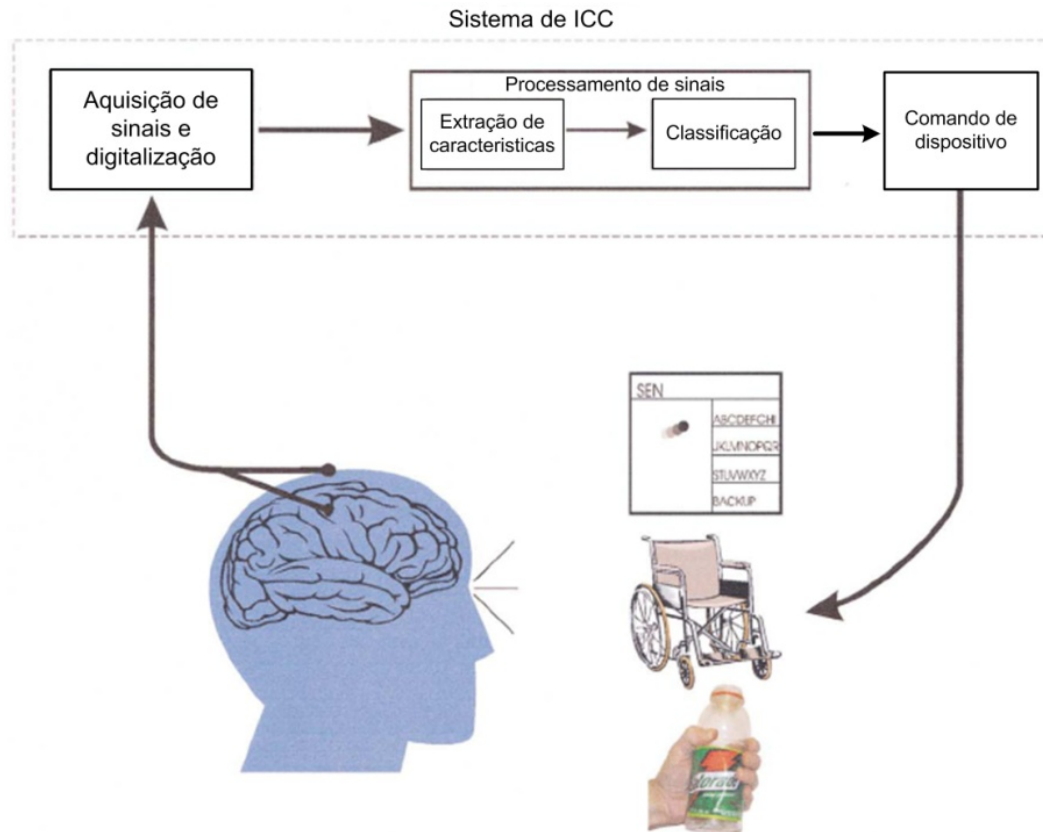 Sistema de ICC
Aquisição de
sinais e
digitalização
Processamento de sinais
Extração de
caracteristicas
Classificação
Comando de
dispositivo
SEN
ABCDEFGHI
JKLMNOPQR
STUVWXYZ
BACKUP